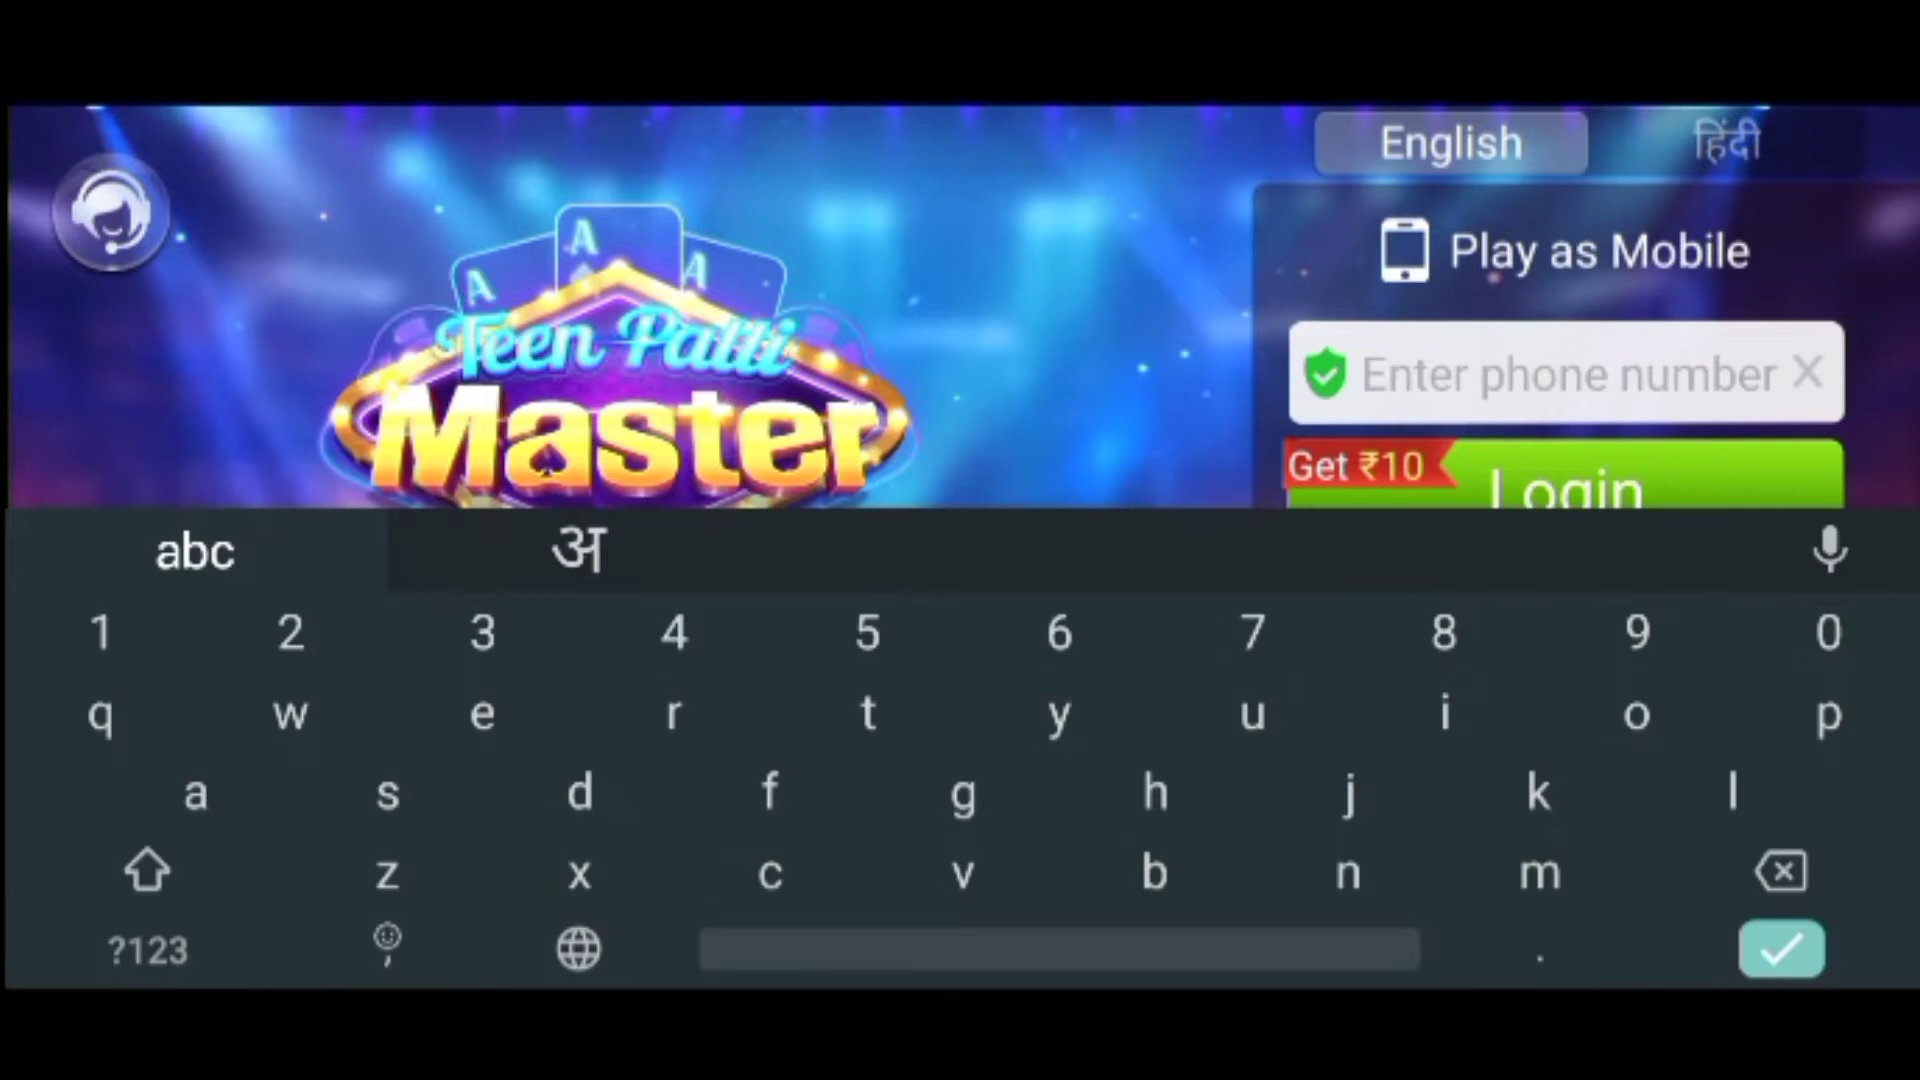 English हिंदी
A A A
Teen Patti
Master
Play as Mobile
Enter phone number
Get ₹10
Login
abc अ
1 2 3 4 5 6 7 8 9 0
q w e r t y u i o p
a s d f g h j k l
z x c v b n m
?123 , .